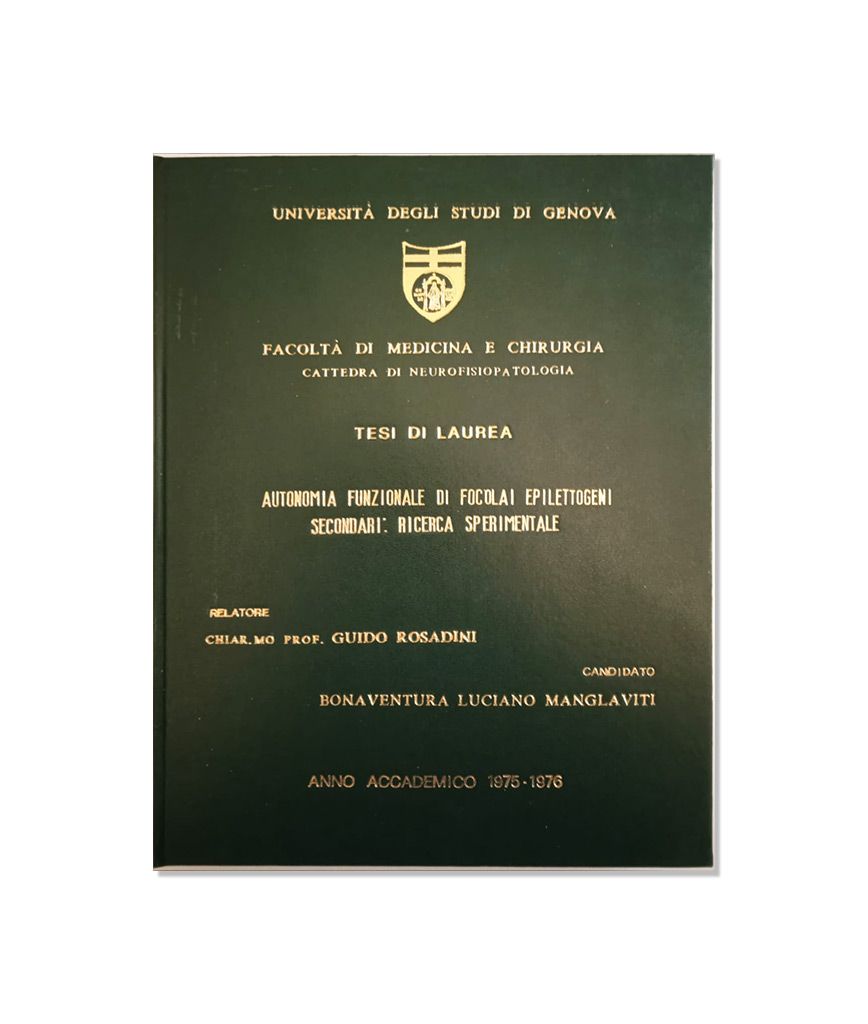 UNIVERSITÀ DEGLI STUDI DI GENOVA
FACOLTÀ DI MEDICINA E CHIRURGIA
CATTEDRA DI NEUROFISIOPATOLOGIA
TESI DI LAUREA
AUTONOMIA FUNZIONALE DI FOCOLAI EPILETTOGENI
SECONDARI: RICERCA SPERIMENTALE
RELATORE
CHIAR.MO PROF. GUIDO ROSADINI
CANDIDATO
BONAVENTURA LUCIANO MANGLAVITI
ANNO ACCADEMICO 1975-1976